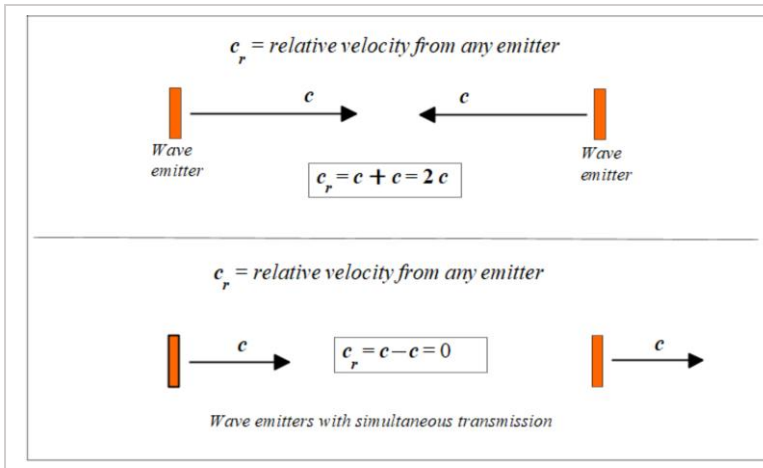 c_r = relative velocity from any emitter
c c
Wave
emitter
Wave
emitter
c_r = c + c = 2 c
c_r = relative velocity from any emitter
c c_r = c − c = 0 c
Wave emitters with simultaneous transmission